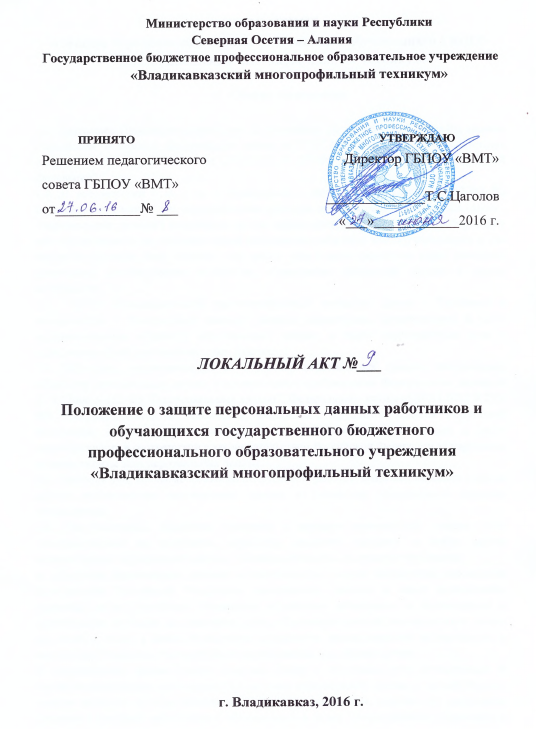 Министерство образования и науки Республики
Северная Осетия – Алания
Государственное бюджетное профессиональное образовательное учреждение
«Владикавказский многопрофильный техникум»
ПРИНЯТО
Решением педагогического
совета ГБПОУ «ВМТ»
от 27.06.16 № 8
УТВЕРЖДАЮ
Директор ГБПОУ «ВМТ»
Т.С.Цаголов
«27» июня 2016 г.
ЛОКАЛЬНЫЙ АКТ № 9
Положение о защите персональных данных работников и
обучающихся государственного бюджетного
профессионального образовательного учреждения
«Владикавказский многопрофильный техникум»
г. Владикавказ, 2016 г.